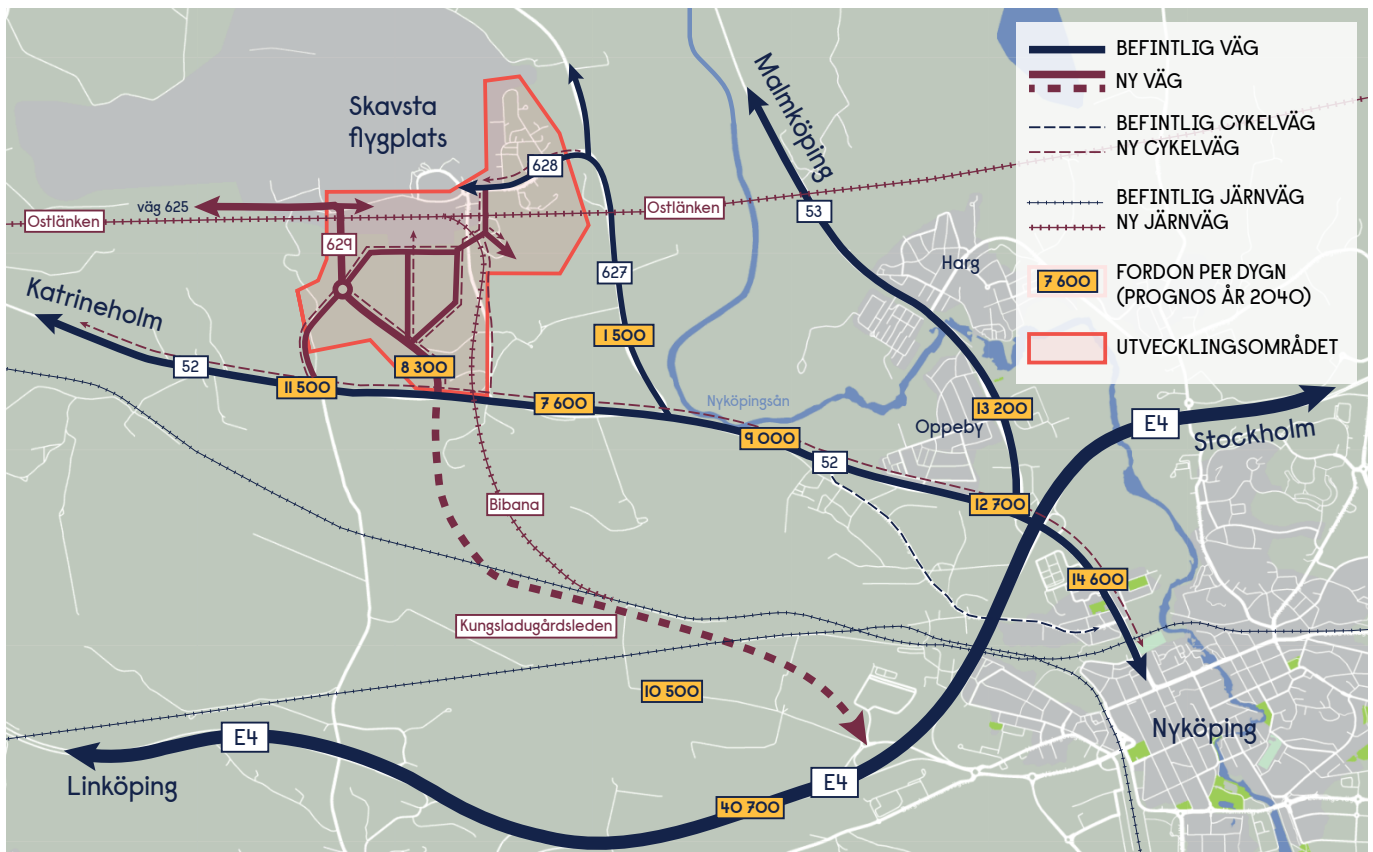 BEFINTLIG VÄG
NY VÄG
BEFINTLIG CYKELVÄG
NY CYKELVÄG
BEFINTLIG JÄRNVÄG
NY JÄRNVÄG
7 600
FORDON PER DYGN
(PROGNOS ÅR 2040)
UTVECKLINGSOMRÅDET
Malmköping
Skavsta
flygplats
628
väg 625
Ostlänken
Ostlänken
53
629
Harg
627
Katrineholm
1 500
52
8 300
11 500
7 600
Nyköpingsån
13 200
E4
Stockholm
Oppeby
9 000
52
Bibana
12 700
14 600
Kungsladugårdsleden
10 500
Nyköping
E4
Linköping
E4
40 700